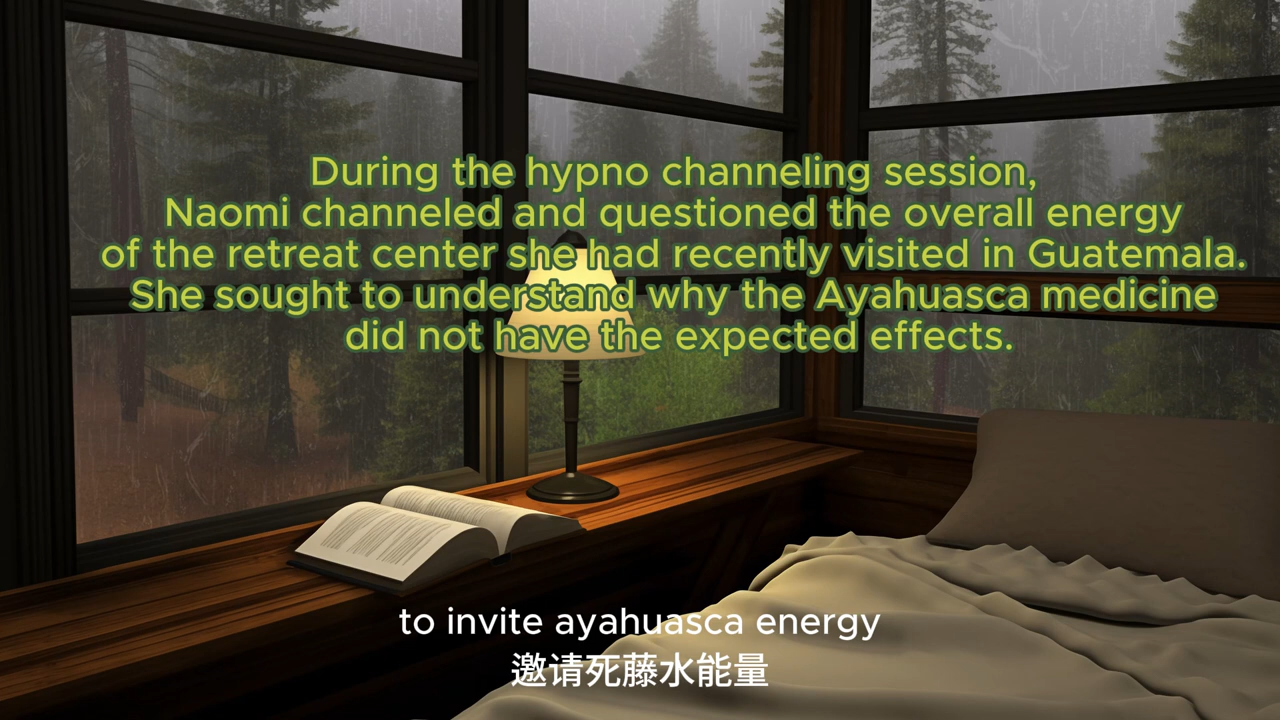 During the hypno channeling session,
Naomi channeled and questioned the overall energy
of the retreat center she had recently visited in Guatemala.
She sought to understand why the Ayahuasca medicine
did not have the expected effects.
to invite ayahuasca energy
邀请死藤水能量